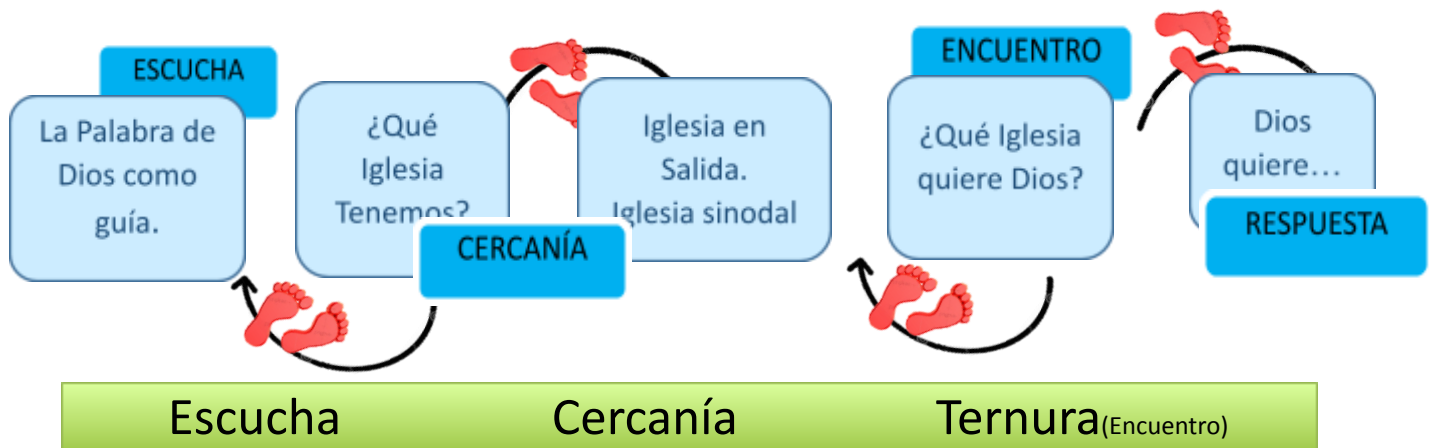 ESCUCHA
La Palabra de
Dios como
guía.
¿Qué
Iglesia
Tenemos?
CERCANÍA
Iglesia en
Salida.
Iglesia sinodal
ENCUENTRO
¿Qué Iglesia
quiere Dios?
Dios
quiere...
RESPUESTA
Escucha Cercanía Ternura(Encuentro)